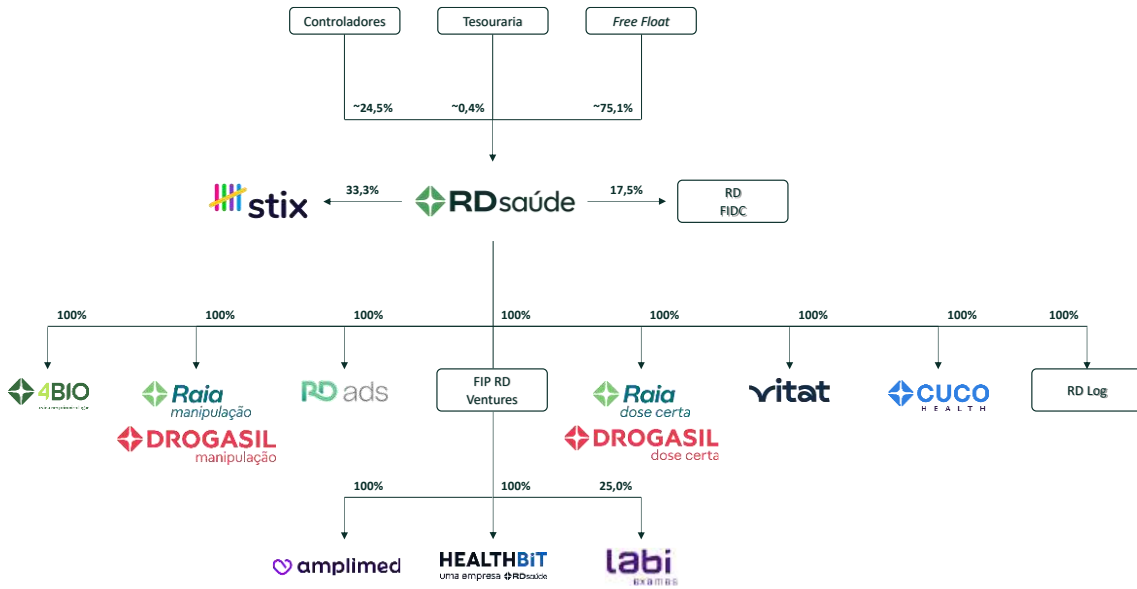 Controladores
Tesouraria
Free Float
~24,5%
~0,4%
~75,1%
stix
33,3%
RDsaúde
17,5%
RD
FIDC
100%
100%
100%
100%
100%
100%
100%
100%
4BIO
Raia
manipulação
DROGASIL
manipulação
RD ads
FIP RD
Ventures
Raia
dose certa
DROGASIL
dose certa
vitat
CUCO
HEALTH
RD Log
100%
100%
25,0%
amplimed
HEALTHBiT
uma empresa RDsaúde
labi
exames